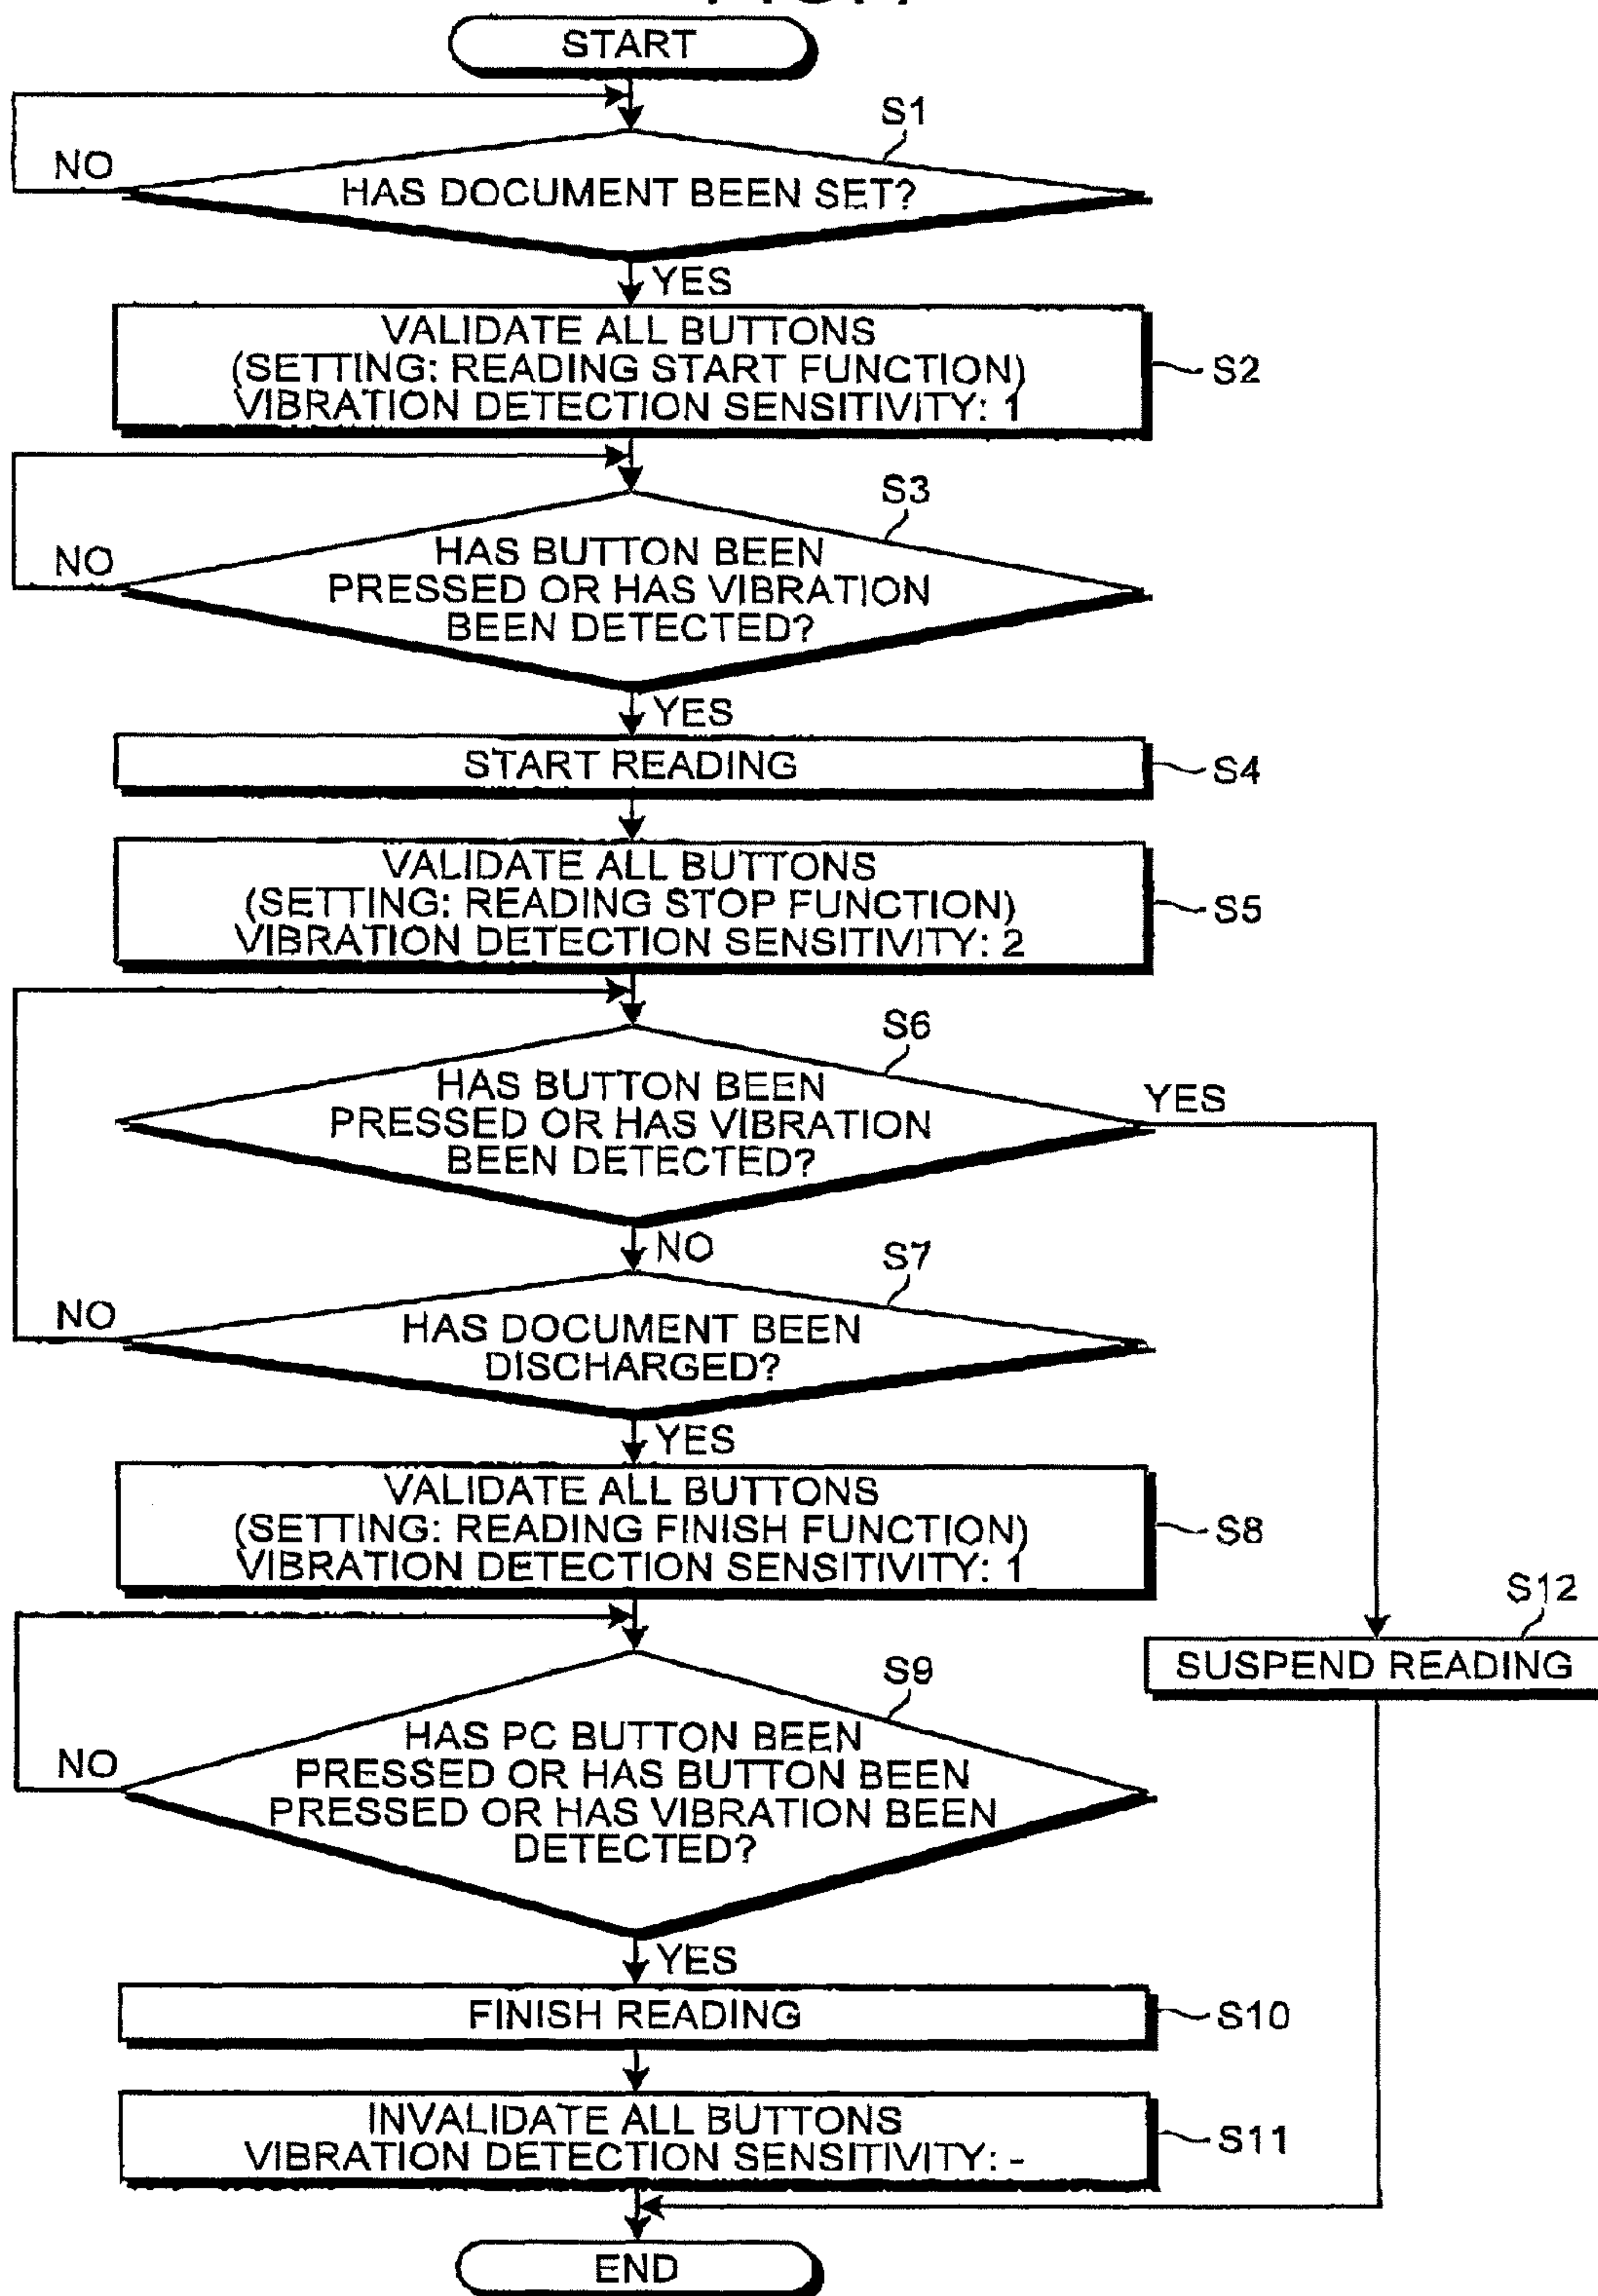 START
S1
NO
HAS DOCUMENT BEEN SET?
YES
VALIDATE ALL BUTTONS
(SETTING: READING START FUNCTION)
VIBRATION DETECTION SENSITIVITY: 1
S2
S3
NO
HAS BUTTON BEEN
PRESSED OR HAS VIBRATION
BEEN DETECTED?
YES
START READING
S4
VALIDATE ALL BUTTONS
(SETTING: READING STOP FUNCTION)
VIBRATION DETECTION SENSITIVITY: 2
S5
S6
HAS BUTTON BEEN
PRESSED OR HAS VIBRATION
BEEN DETECTED?
YES
NO
S7
NO
HAS DOCUMENT BEEN
DISCHARGED?
YES
VALIDATE ALL BUTTONS
(SETTING: READING FINISH FUNCTION)
VIBRATION DETECTION SENSITIVITY: 1
S8
S12
SUSPEND READING
S9
NO
HAS PC BUTTON BEEN
PRESSED OR HAS BUTTON BEEN
PRESSED OR HAS VIBRATION BEEN
DETECTED?
YES
FINISH READING
S10
INVALIDATE ALL BUTTONS
VIBRATION DETECTION SENSITIVITY: -
S11
END